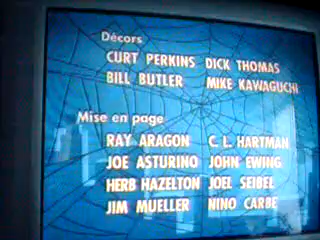 Décors
CURT PERKINS DICK THOMAS
BILL BUTLER MIKE KAWAGUCHI
Mise en page
RAY ARAGON C. L. HARTMAN
JOE ASTURINO JOHN EWING
HERB HAZELTON JOEL SEIBEL
JIM MUELLER NINO CARBE